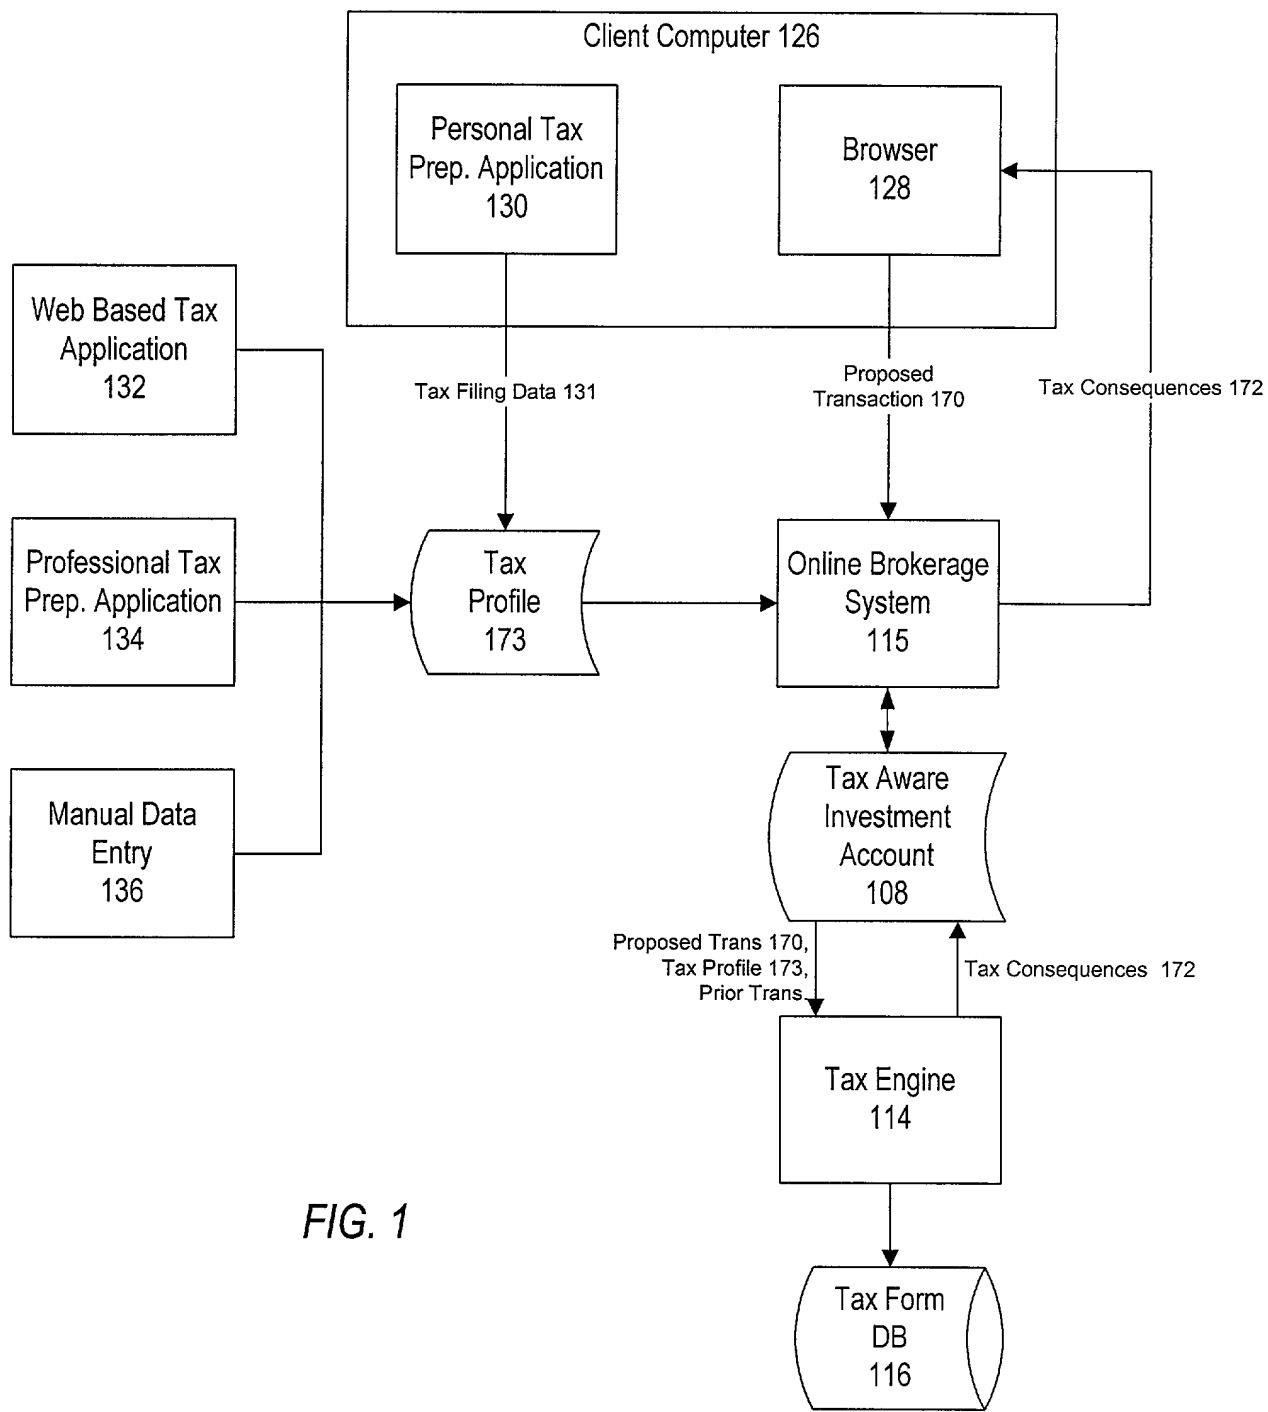 Client Computer 126
Personal Tax
Prep. Application
130
Browser
128
Web Based Tax
Application
132
Tax Filing Data 131
Proposed
Transaction 170
Tax Consequences 172
Professional Tax
Prep. Application
134
Tax
Profile
173
Online Brokerage
System
115
Manual Data
Entry
136
Tax Aware
Investment
Account
108
Proposed Trans 170,
Tax Profile 173,
Prior Trans
Tax Consequences 172
Tax Engine
114
FIG. 1
Tax Form
DB
116